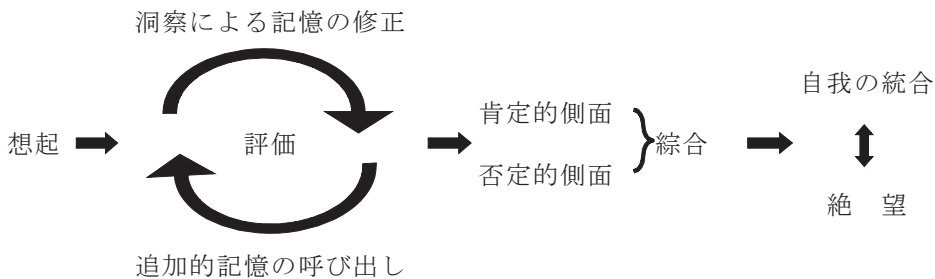 洞察による記憶の修正
想起
評価
追加的記憶の呼び出し
肯定的側面
否定的側面
綜合
自我の統合
絶　望